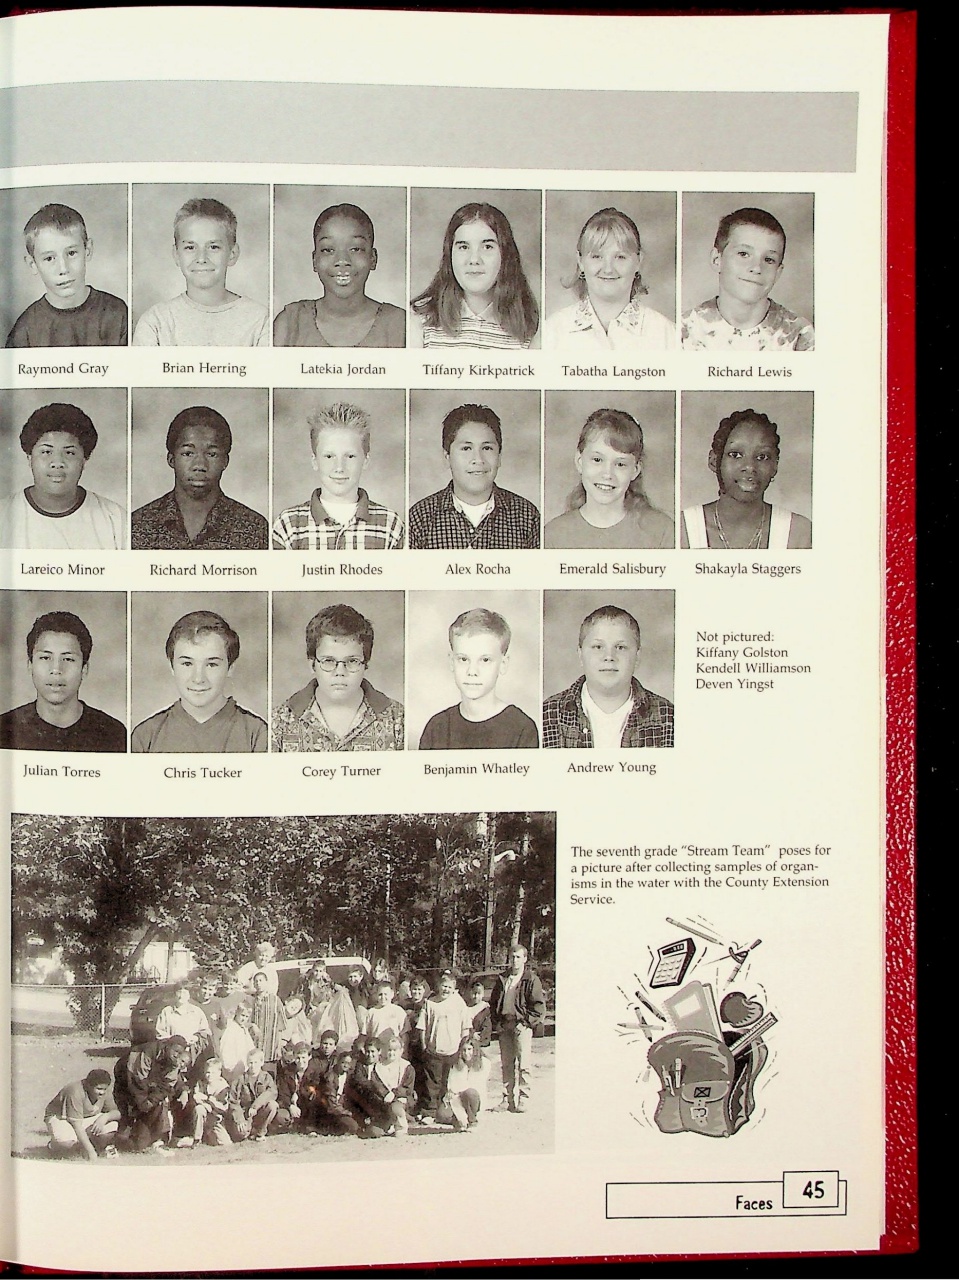 Raymond Gray Brian Herring Latekia Jordan Tiffany Kirkpatrick Tabatha Langston Richard Lewis
Lareico Minor Richard Morrison Justin Rhodes Alex Rocha Emerald Salisbury Shakayla Staggers
Not pictured:
Kiffany Golston
Kendell Williamson
Deven Yingst
Julian Torres Chris Tucker Corey Turner Benjamin Whatley Andrew Young
The seventh grade "Stream Team" poses for
a picture after collecting samples of organ-
isms in the water with the County Extension
Service.
Faces 45